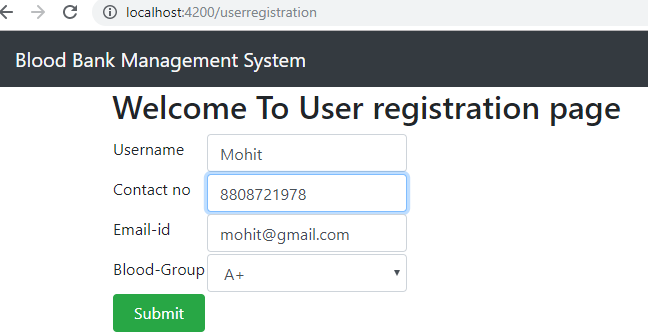 localhost:4200/userregistration
Blood Bank Management System
Welcome To User registration page
Username Mohit
Contact no 8808721978
Email-id mohit@gmail.com
Blood-Group A+
Submit